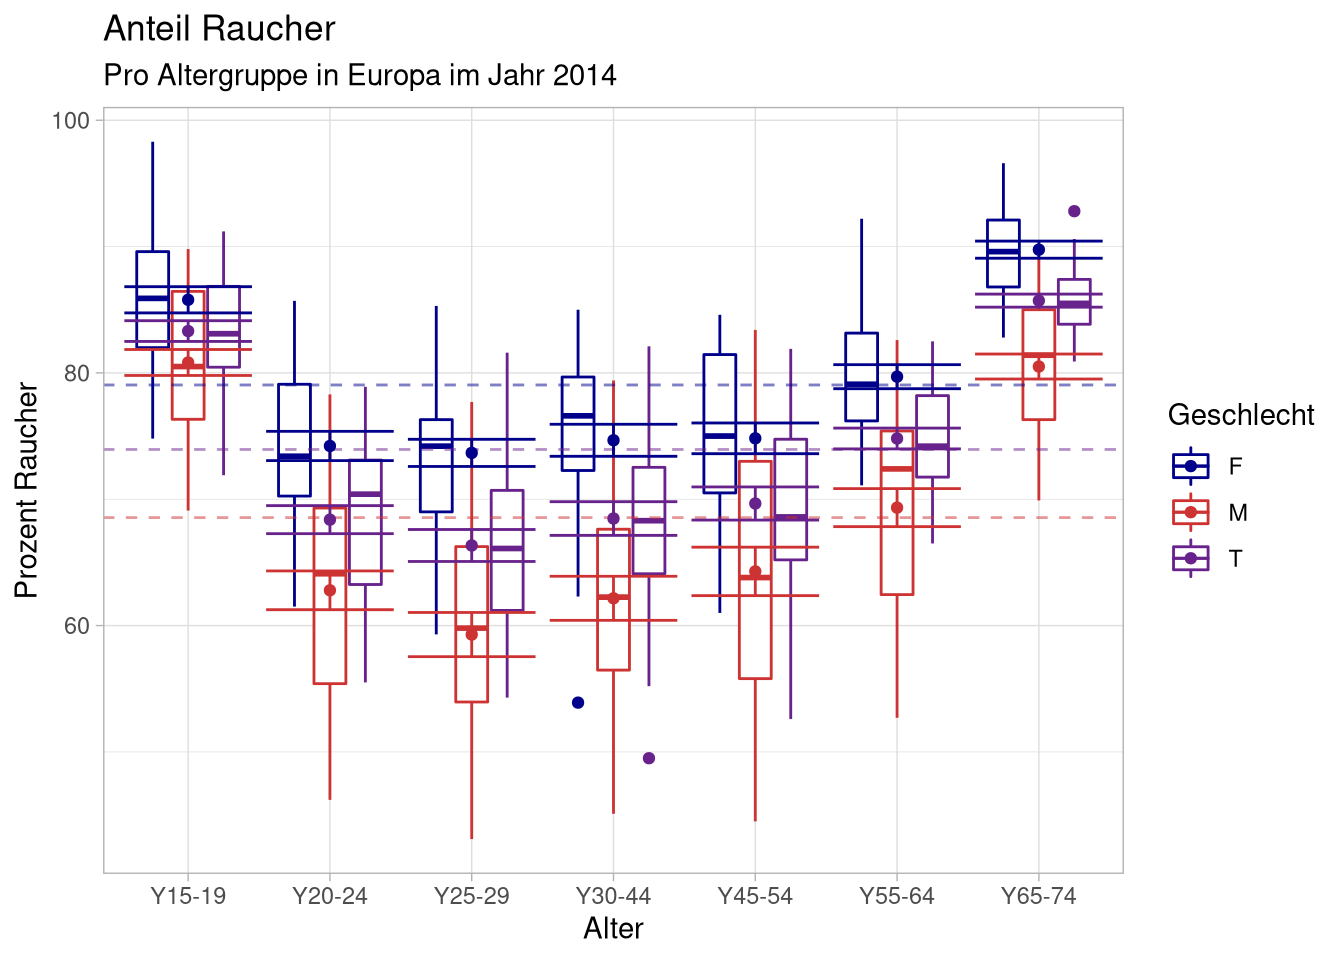 Anteil Raucher
Pro Altergruppe in Europa im Jahr 2014
100
80
60
Prozent Raucher
Y15-19 Y20-24 Y25-29 Y30-44 Y45-54 Y55-64 Y65-74
Alter
Geschlecht
F
M
T